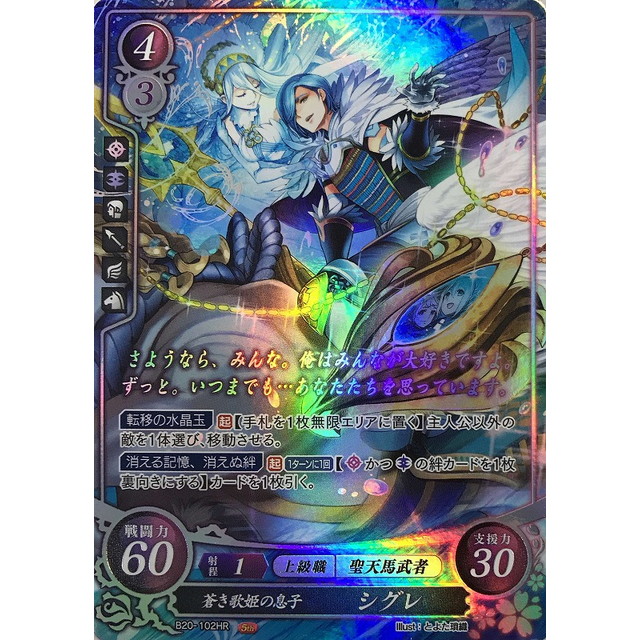 4
3
さようなら、みんな。俺はみんなが大好きですよ。
ずっと。いつまでも…あなたたちを思っています。
転移の水晶玉 起【手札を1枚無限エリアに置く】主人公以外の
敵を1体選び、移動させる。
消える記憶、消えぬ絆 起 1ターンに1回【かつの絆カードを1枚
裏向きにする】カードを1枚引く。
戦闘力 60 射程 1 上級職 聖天馬武者 支援力 30
蒼き歌姫の息子 シグレ
B20-102HR 5th Illust:とよた瑣織